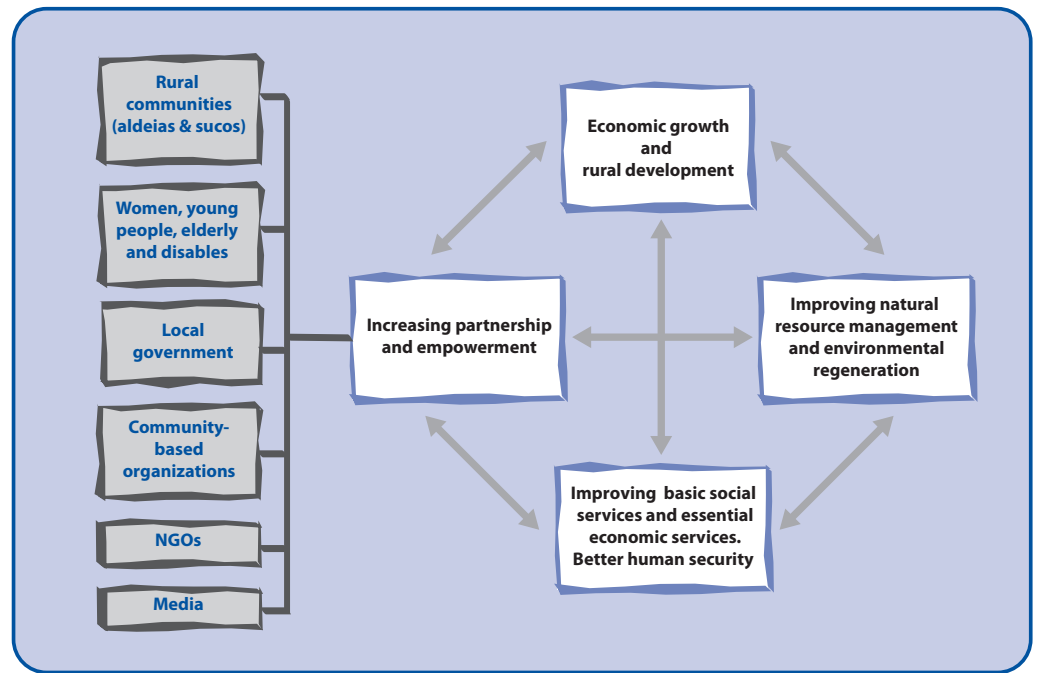 Rural
communities
(aldeias & sucos)
Women, young
people, elderly
and disables
Local
government
Community-
based
organizations
NGOs
Media
Increasing partnership
and empowerment
Economic growth
and
rural development
Improving natural
resource management
and environmental
regeneration
Improving basic social
services and essential
economic services.
Better human security